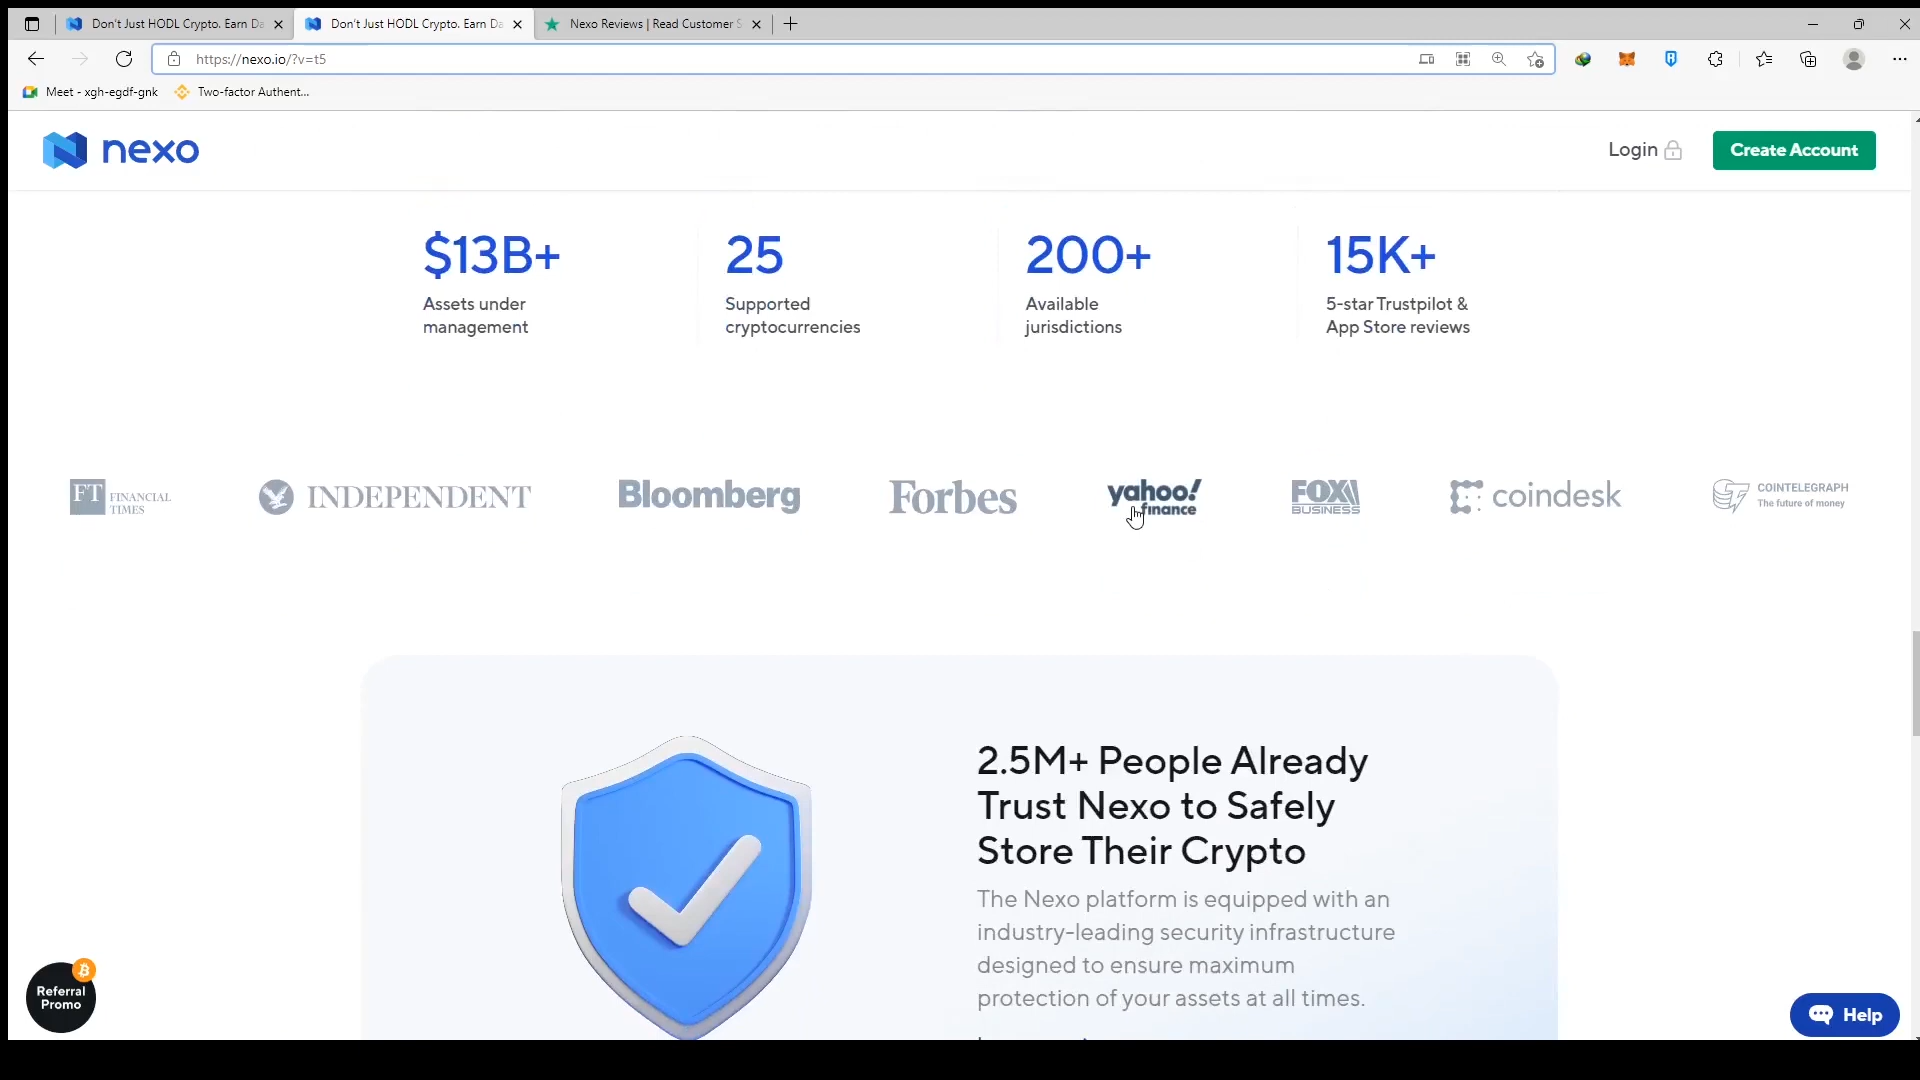 Don't Just HODL Crypto. Earn Da
Don't Just HODL Crypto. Earn Da
Nexo Reviews | Read Customer S
https://nexo.io/?v=t5
Meet - xgh-egdf-gnk
Two-factor Authent...
nexo
Login
Create Account
$13B+
25
200+
15K+
Assets under
management
Supported
cryptocurrencies
Available
jurisdictions
5-star Trustpilot &
App Store reviews
FT FINANCIAL
TIMES
INDEPENDENT
Bloomberg
Forbes
yahoo!
finance
FOX
BUSINESS
coindesk
COINTELEGRAPH
The future of money
2.5M+ People Already
Trust Nexo to Safely
Store Their Crypto
The Nexo platform is equipped with an
industry-leading security infrastructure
designed to ensure maximum
protection of your assets at all times.
Referral
Promo
Help